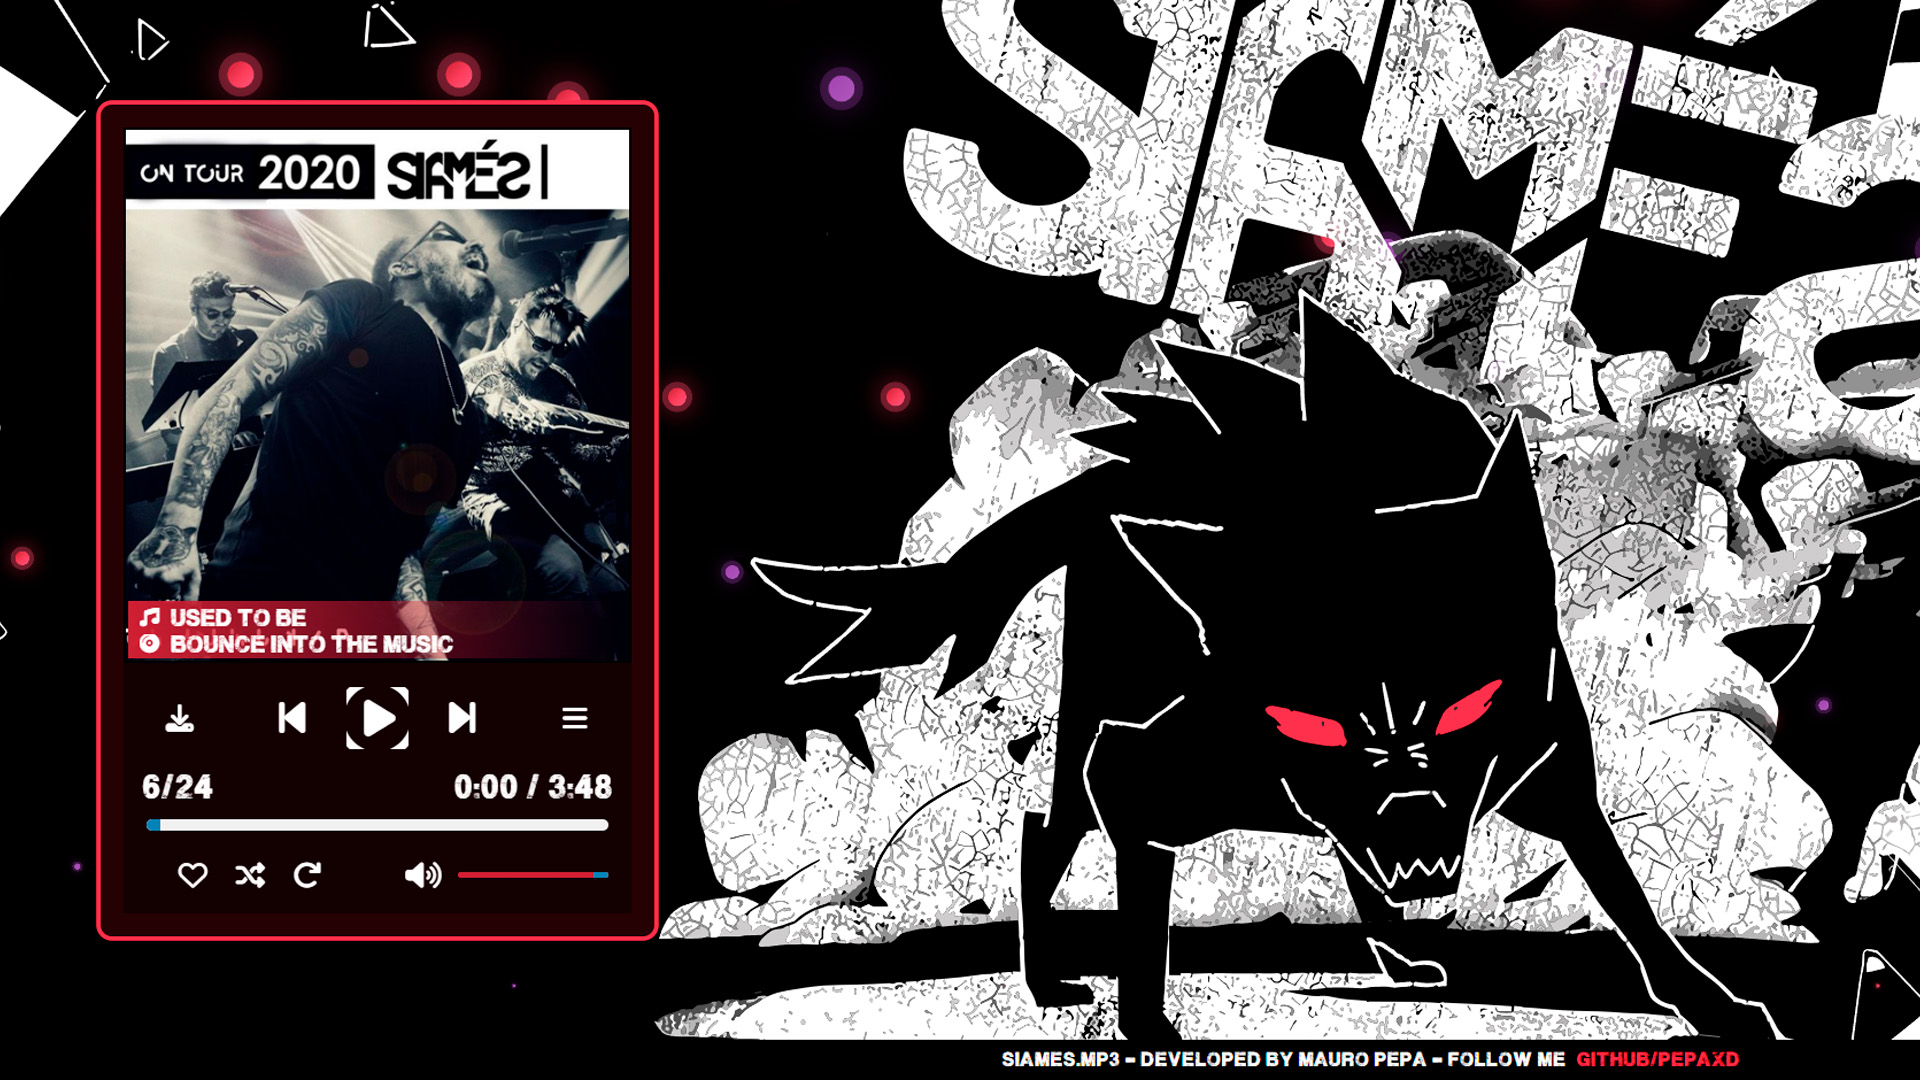 ON TOUR 2020 SIAMÉS
SIAMÉS
USED TO BE
BOUNCE INTO THE MUSIC
6/24
0:00 / 3:48
SIAMES.MP3 – DEVELOPED BY MAURO PEPA – FOLLOW ME GITHUB/PEPAXD